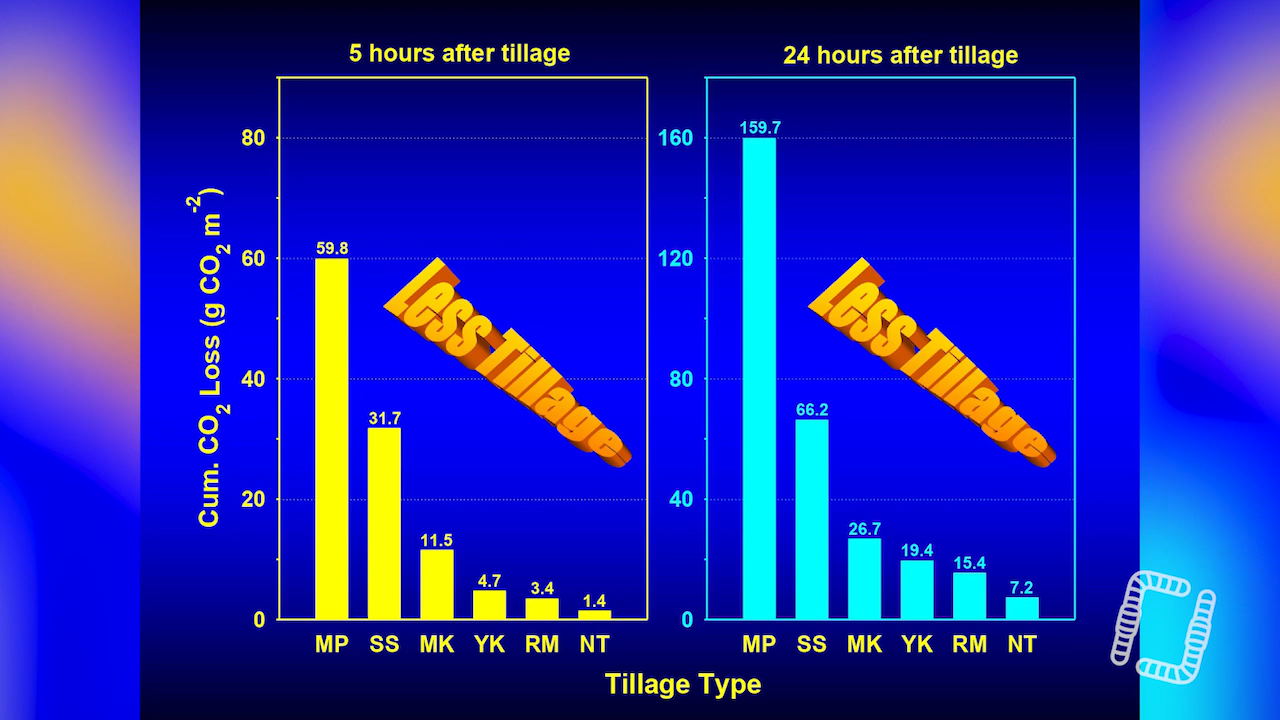 5 hours after tillage
Cum. CO2 Loss (g CO2 m-2)
80
60
40
20
0
59.8
31.7
11.5
4.7
3.4
1.4
Less Tillage
MP SS MK YK RM NT
24 hours after tillage
160
120
80
40
0
159.7
66.2
26.7
19.4
15.4
7.2
Less Tillage
MP SS MK YK RM NT
Tillage Type